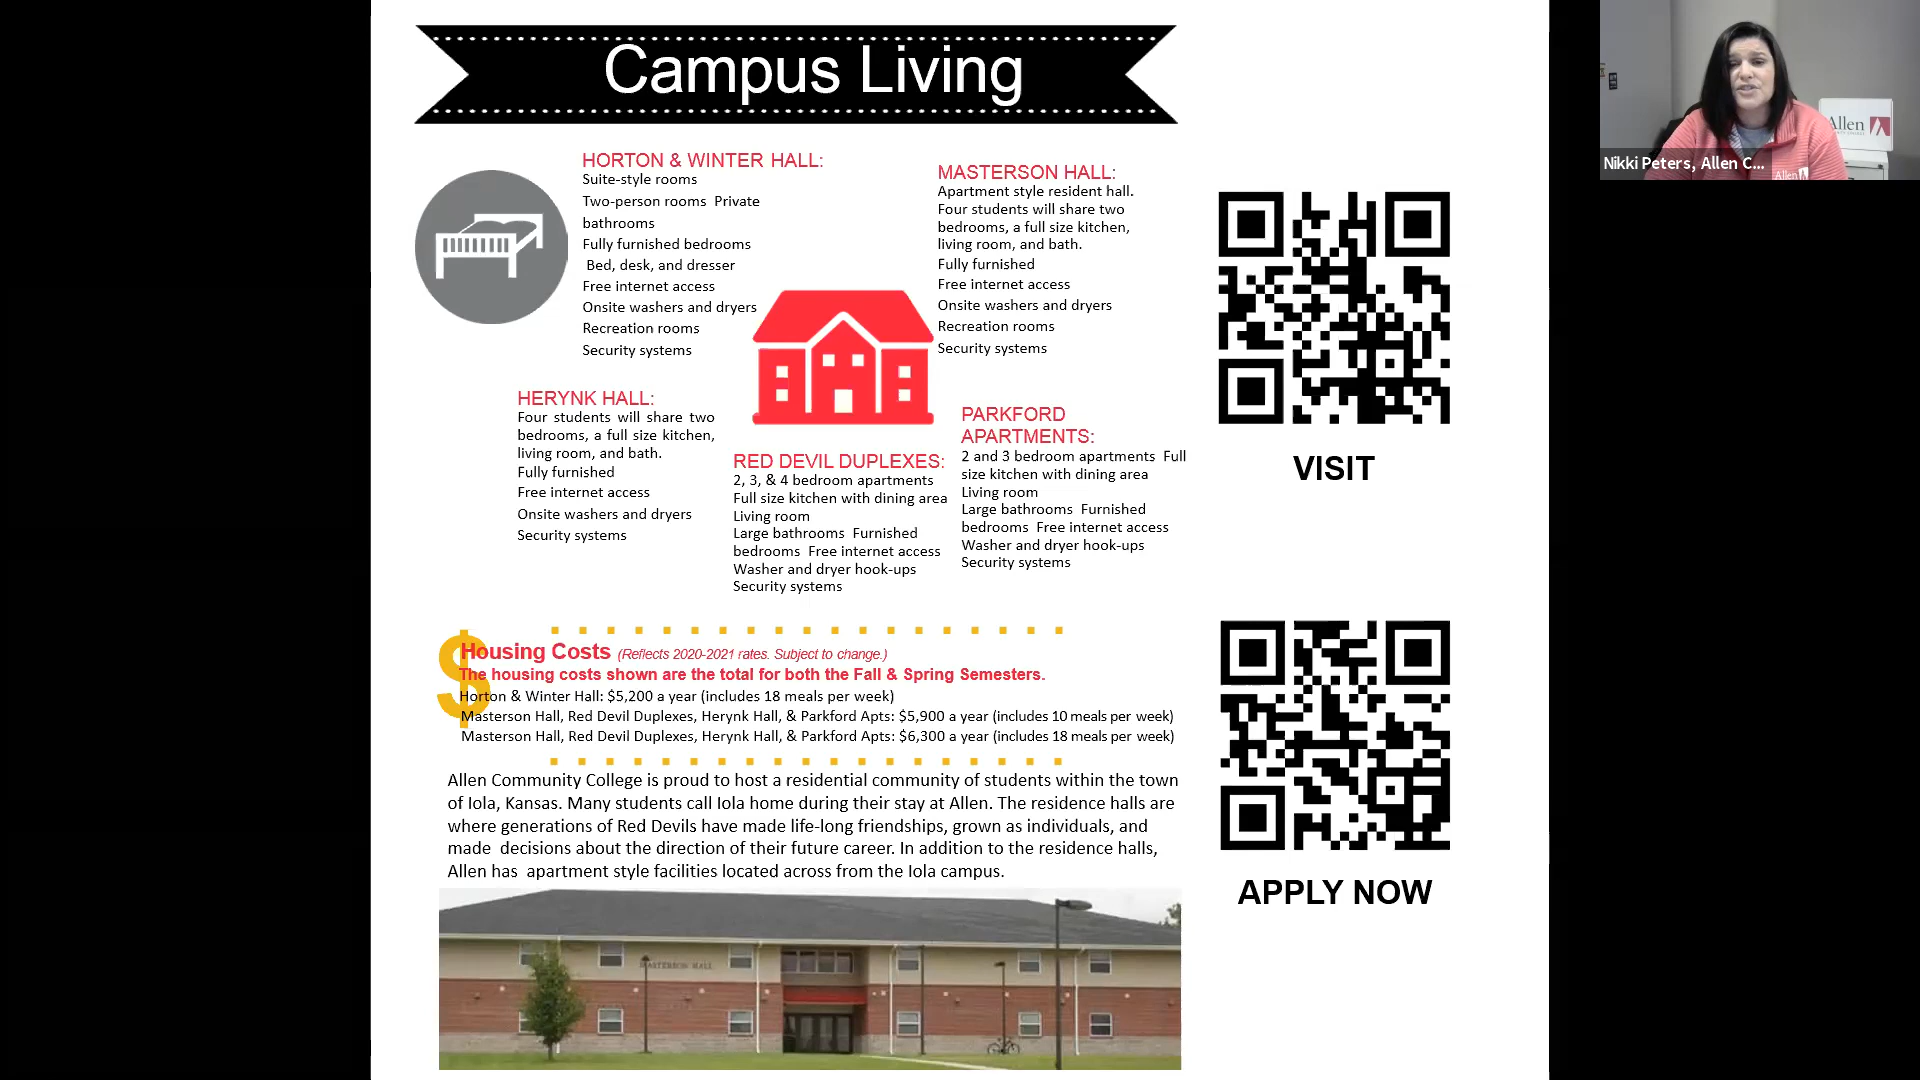 Campus Living
HORTON & WINTER HALL:
Suite-style rooms
Two-person rooms Private
bathrooms
Fully furnished bedrooms
Bed, desk, and dresser
Free internet access
Onsite washers and dryers
Recreation rooms
Security systems
MASTERSON HALL:
Apartment style resident hall.
Four students will share two
bedrooms, a full size kitchen,
living room, and bath.
Fully furnished
Free internet access
Onsite washers and dryers
Recreation rooms
Security systems
HERYNK HALL:
Four students will share two
bedrooms, a full size kitchen,
living room, and bath.
Fully furnished
Free internet access
Onsite washers and dryers
Security systems
RED DEVIL DUPLEXES:
2, 3, & 4 bedroom apartments
Full size kitchen with dining area
Living room
Large bathrooms Furnished
bedrooms Free internet access
Washer and dryer hook-ups
Security systems
PARKFORD
APARTMENTS:
2 and 3 bedroom apartments Full
size kitchen with dining area
Living room
Large bathrooms Furnished
bedrooms Free internet access
Washer and dryer hook-ups
Security systems
$
Housing Costs (Reflects 2020-2021 rates. Subject to change.)
The housing costs shown are the total for both the Fall & Spring Semesters.
Horton & Winter Hall: $5,200 a year (includes 18 meals per week)
Masterson Hall, Red Devil Duplexes, Herynk Hall, & Parkford Apts: $5,900 a year (includes 10 meals per week)
Masterson Hall, Red Devil Duplexes, Herynk Hall, & Parkford Apts: $6,300 a year (includes 18 meals per week)
Allen Community College is proud to host a residential community of students within the town
of Iola, Kansas. Many students call Iola home during their stay at Allen. The residence halls are
where generations of Red Devils have made life-long friendships, grown as individuals, and
made decisions about the direction of their future career. In addition to the residence halls,
Allen has apartment style facilities located across from the Iola campus.
MASTERSON HALL
VISIT
APPLY NOW
Allen
Nikki Peters, Allen C...
Allen